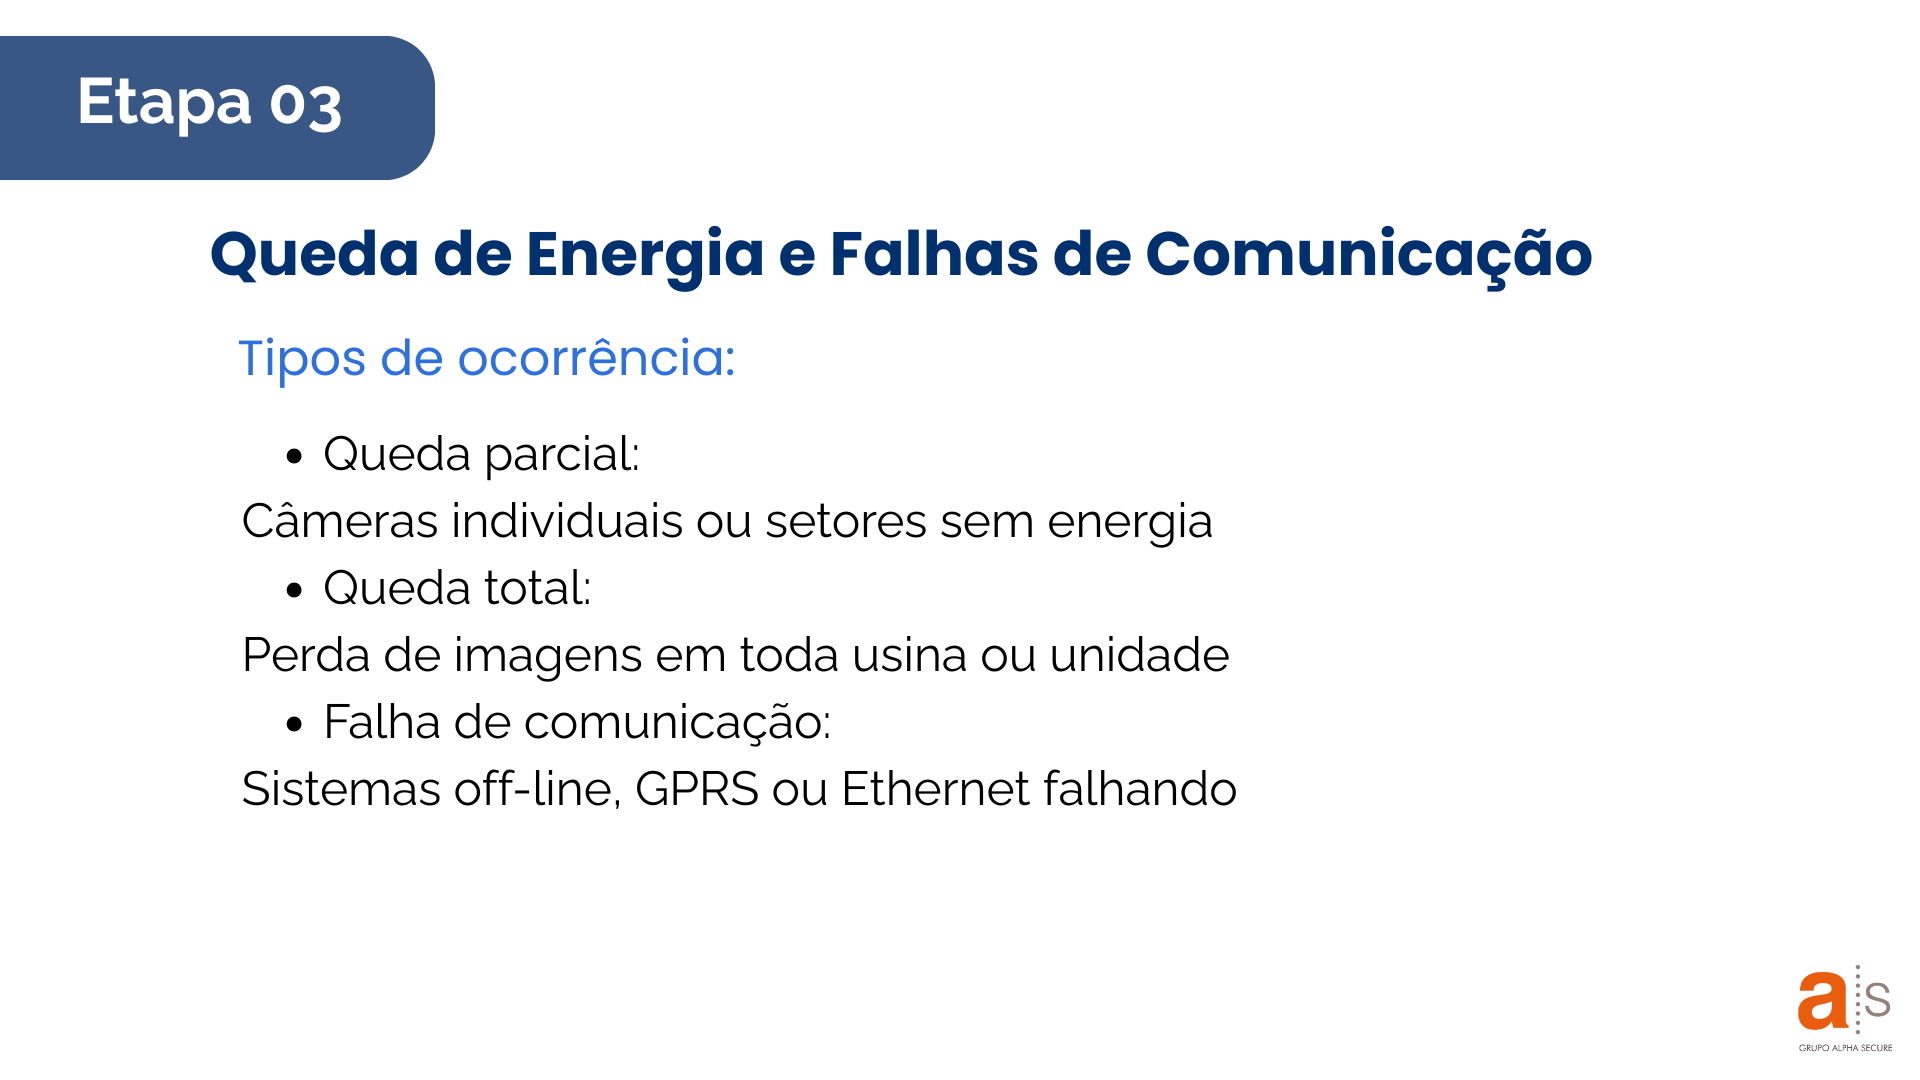 Etapa 03
Queda de Energia e Falhas de Comunicação
Tipos de ocorrência:
• Queda parcial:
Câmeras individuais ou setores sem energia
• Queda total:
Perda de imagens em toda usina ou unidade
• Falha de comunicação:
Sistemas off-line, GPRS ou Ethernet falhando
a s
GRUPO ALPHA SECURE